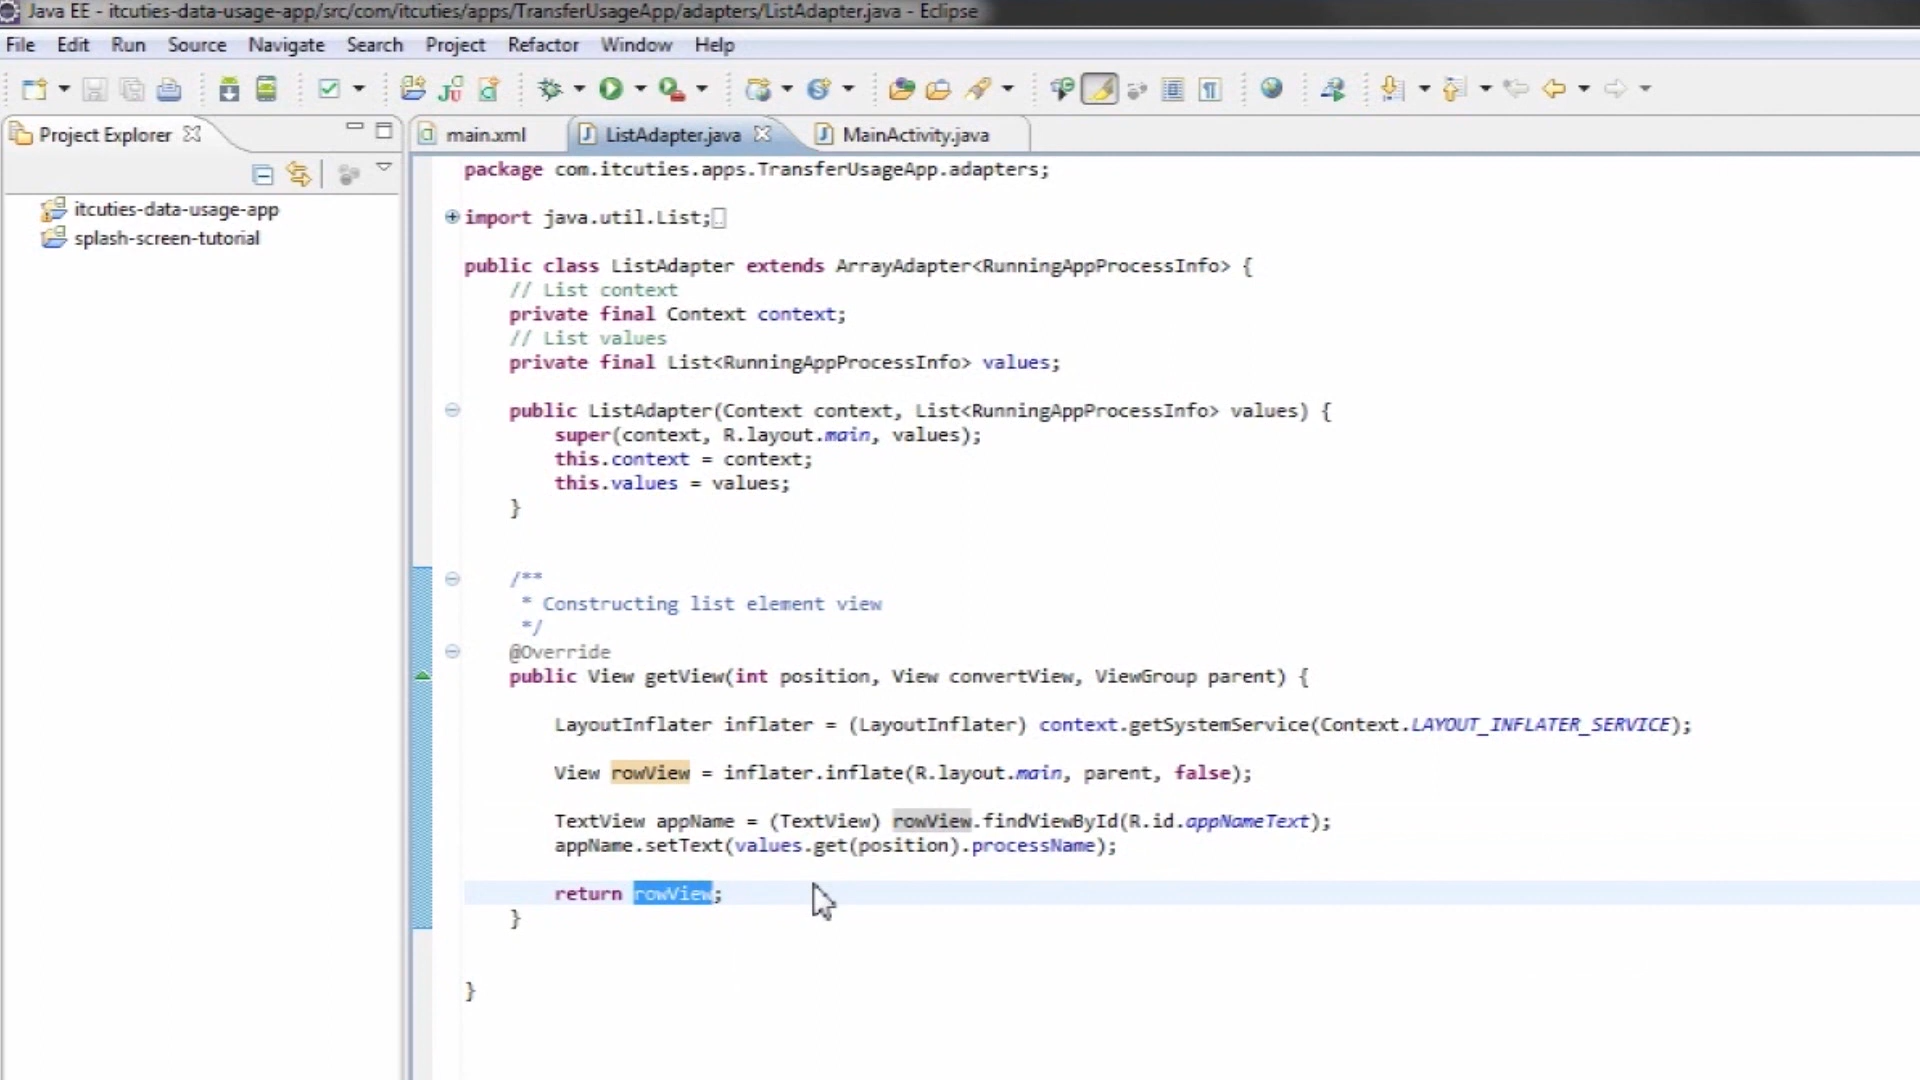 Java EE - itcuties-data-usage-app/src/com/itcuties/apps/TransferUsageApp/adapters/ListAdapter.java - Eclipse
File Edit Run Source Navigate Search Project Refactor Window Help
Project Explorer
main.xml
ListAdapter.java
MainActivity.java
itcuties-data-usage-app
splash-screen-tutorial
package com.itcuties.apps.TransferUsageApp.adapters;
import java.util.List;
public class ListAdapter extends ArrayAdapter<RunningAppProcessInfo> {
// List context
private final Context context;
// List values
private final List<RunningAppProcessInfo> values;
public ListAdapter(Context context, List<RunningAppProcessInfo> values) {
super(context, R.layout.main, values);
this.context = context;
this.values = values;
}
/**
* Constructing list element view
*/
@Override
public View getView(int position, View convertView, ViewGroup parent) {
LayoutInflater inflater = (LayoutInflater) context.getSystemService(Context.LAYOUT_INFLATER_SERVICE);
View rowView = inflater.inflate(R.layout.main, parent, false);
TextView appName = (TextView) rowView.findViewById(R.id.appNameText);
appName.setText(values.get(position).processName);
return rowView;
}
}